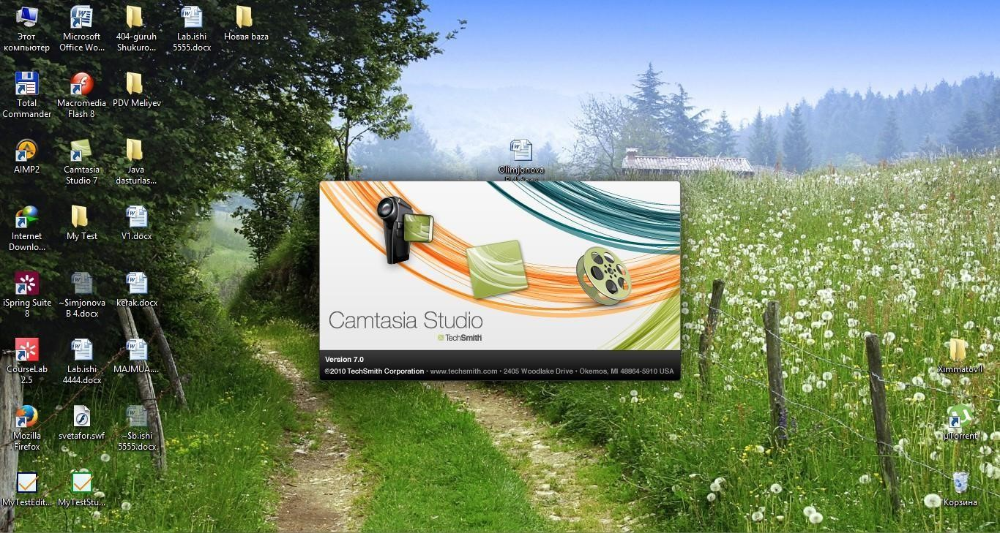 Этот
компьютер
Microsoft
Office Wo...
404-guruh
Shukuro...
Lab.ishi
5555.docx
Новая baza
Total
Commander
Macromedia
Flash 8
PDV Meliyev
AIMP2
Camtasia
Studio 7
Java
dasturlas...
Olimjonova
Internet
Downlo...
My Test
V1.docx
iSpring Suite
8
~$imjonova
B 4.docx
kerak.docx
CourseLab
2.5
Lab.ishi
4444.docx
MAJMUA....
Mozilla
Firefox
svetafor.swf
~$b.ishi
5555.docx
MyTestEdit...
MyTestStu...
Camtasia Studio
TechSmith
Version 7.0
©2010 TechSmith Corporation • www.techsmith.com • 2405 Woodlake Drive • Okemos, MI 48864-5910 USA
Ximmatov I
µTorrent
Корзина